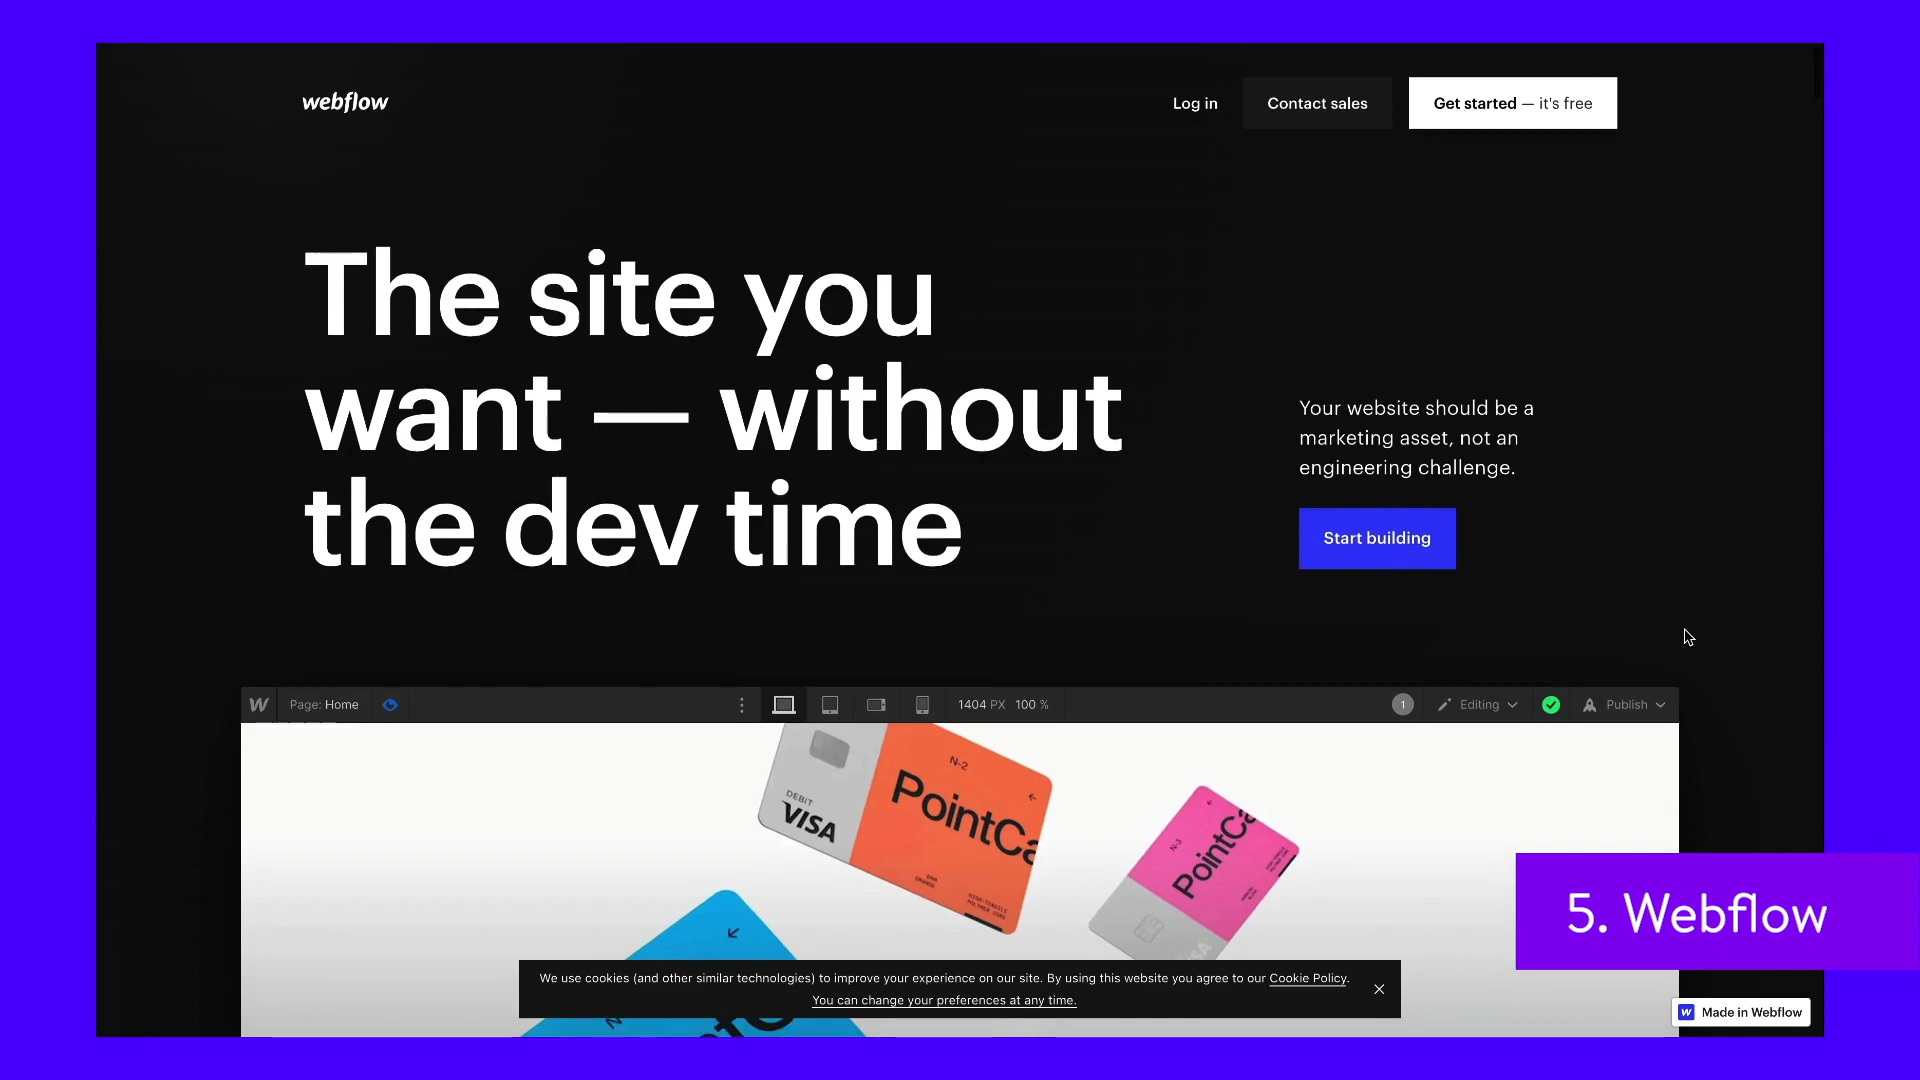 webflow
Log in
Contact sales
Get started — it's free
The site you
want — without
the dev time
Your website should be a
marketing asset, not an
engineering challenge.
Start building
W
Page: Home
1404 PX 100 %
1
Editing
Publish
N-2
PointCa
DEBIT
VISA
N-3
PointCa
5. Webflow
We use cookies (and other similar technologies) to improve your experience on our site. By using this website you agree to our Cookie Policy.
You can change your preferences at any time.
Made in Webflow